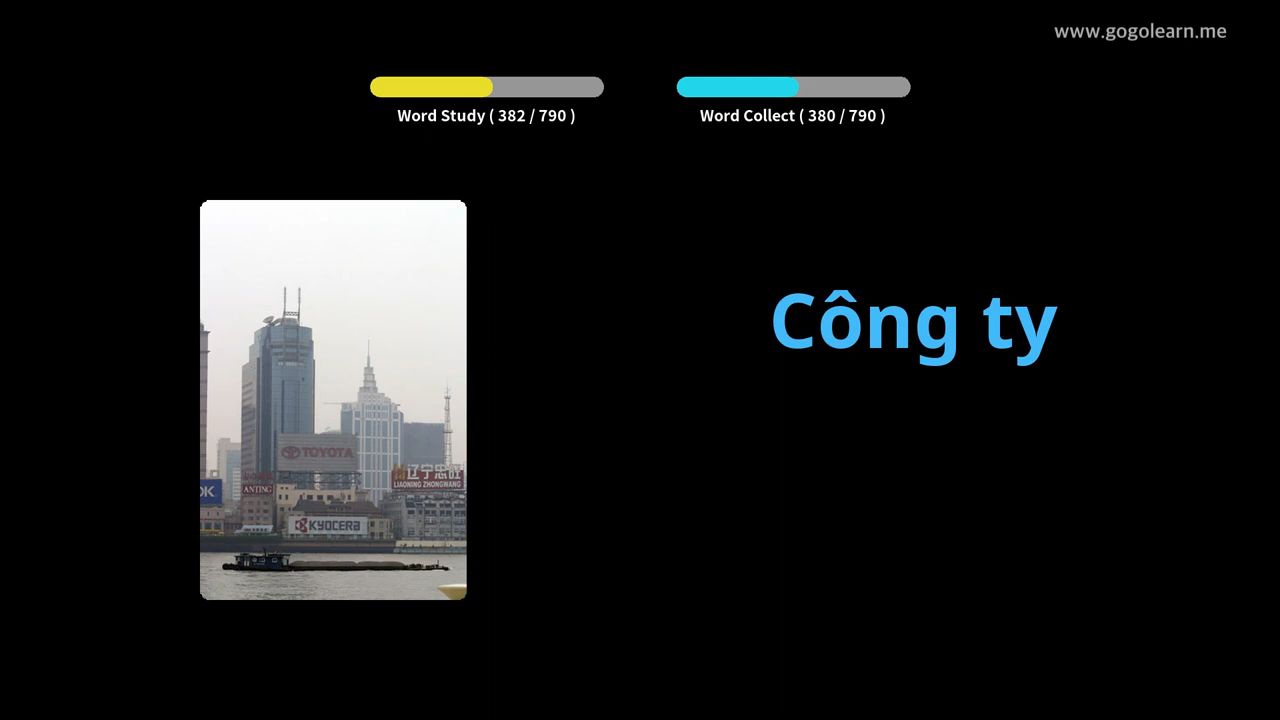 www.gogolearn.me
Word Study ( 382 / 790 )
Word Collect ( 380 / 790 )
Công ty
TOYOTA
辽宁忠旺
LIAONING ZHONGWANG
ANTING
OK
KYOCERA